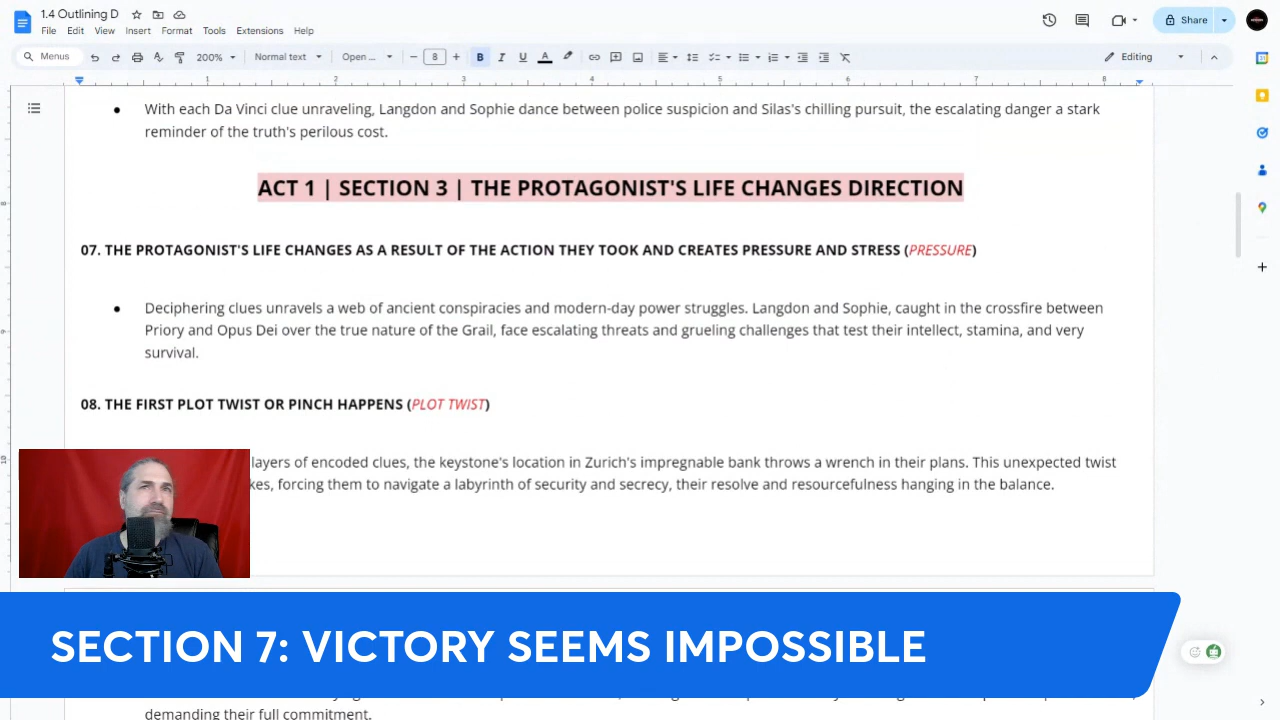 1.4 Outlining D
File Edit View Insert Format Tools Extensions Help
Share
Menus
200%
Normal text
Open ...
8
B I U A
Editing
1 2 3 4 5 6 7 8
With each Da Vinci clue unraveling, Langdon and Sophie dance between police suspicion and Silas's chilling pursuit, the escalating danger a stark
reminder of the truth's perilous cost.
ACT 1 | SECTION 3 | THE PROTAGONIST'S LIFE CHANGES DIRECTION
07. THE PROTAGONIST'S LIFE CHANGES AS A RESULT OF THE ACTION THEY TOOK AND CREATES PRESSURE AND STRESS (PRESSURE)
Deciphering clues unravels a web of ancient conspiracies and modern-day power struggles. Langdon and Sophie, caught in the crossfire between
Priory and Opus Dei over the true nature of the Grail, face escalating threats and grueling challenges that test their intellect, stamina, and very
survival.
08. THE FIRST PLOT TWIST OR PINCH HAPPENS (PLOT TWIST)
layers of encoded clues, the keystone's location in Zurich's impregnable bank throws a wrench in their plans. This unexpected twist
kes, forcing them to navigate a labyrinth of security and secrecy, their resolve and resourcefulness hanging in the balance.
SECTION 7: VICTORY SEEMS IMPOSSIBLE
demanding their full commitment.